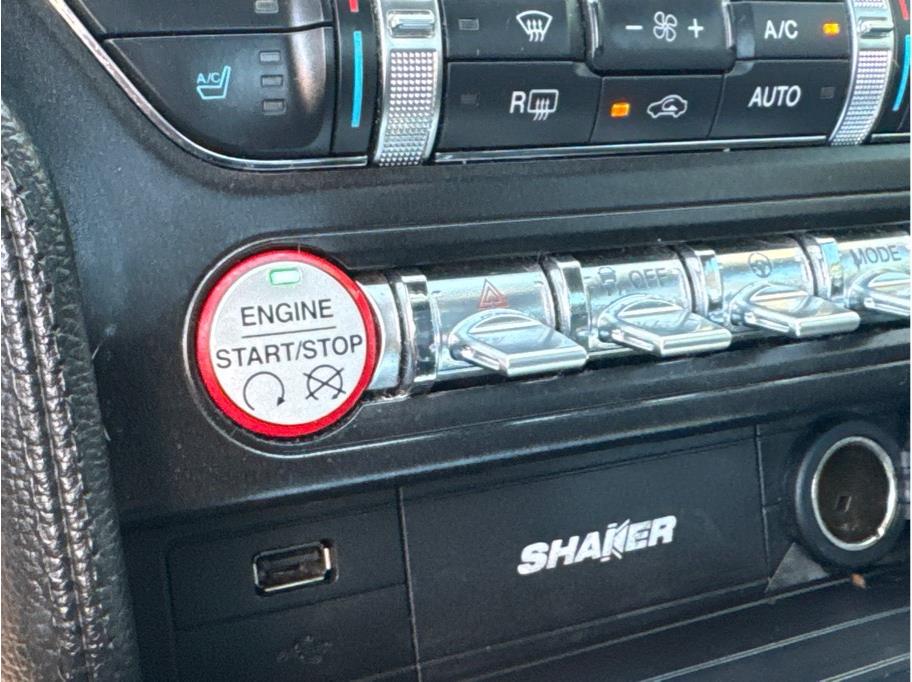 A/C
A/C
R
AUTO
OFF
MODE
ENGINE
START/STOP
SHAKER